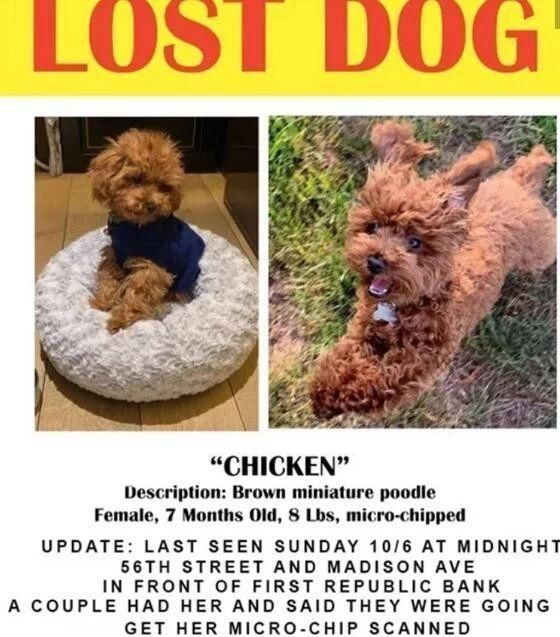 LOST DOG
“CHICKEN”
Description: Brown miniature poodle
Female, 7 Months Old, 8 Lbs, micro-chipped
UPDATE: LAST SEEN SUNDAY 10/6 AT MIDNIGHT
56TH STREET AND MADISON AVE
IN FRONT OF FIRST REPUBLIC BANK
A COUPLE HAD HER AND SAID THEY WERE GOING
GET HER MICRO-CHIP SCANNED